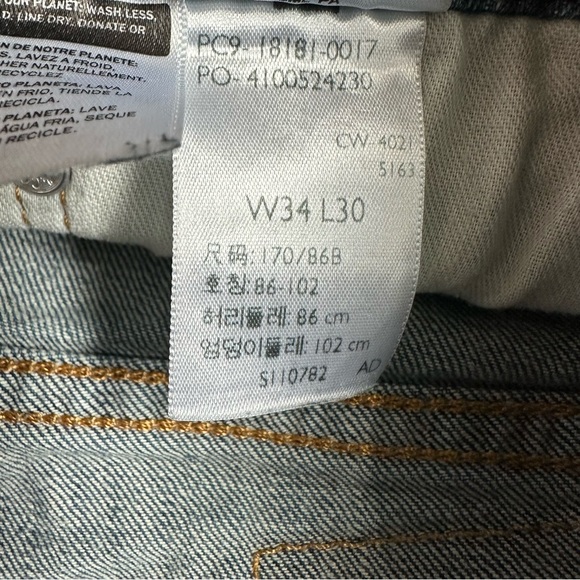 PLANET: WASH LESS,
D, LINE DRY, DONATE OR
N DE NOTRE PLANETE:
LAVEZ A FROID,
HER NATURELLEMENT,
RECYCLEZ
PLANETA: LAVA
EN FRIO, TIENDE LA
RECICLA.
PLANETA: LAVE
ÁGUA FRIA, SEQUE
RECICLE.
PC9- 18181-0017
PO- 4100524230
CW 4021
5163
W34 L30
尺码: 170/86B
호칭: 86-102
허리둘레: 86 cm
엉덩이둘레: 102 cm
S110782 AD